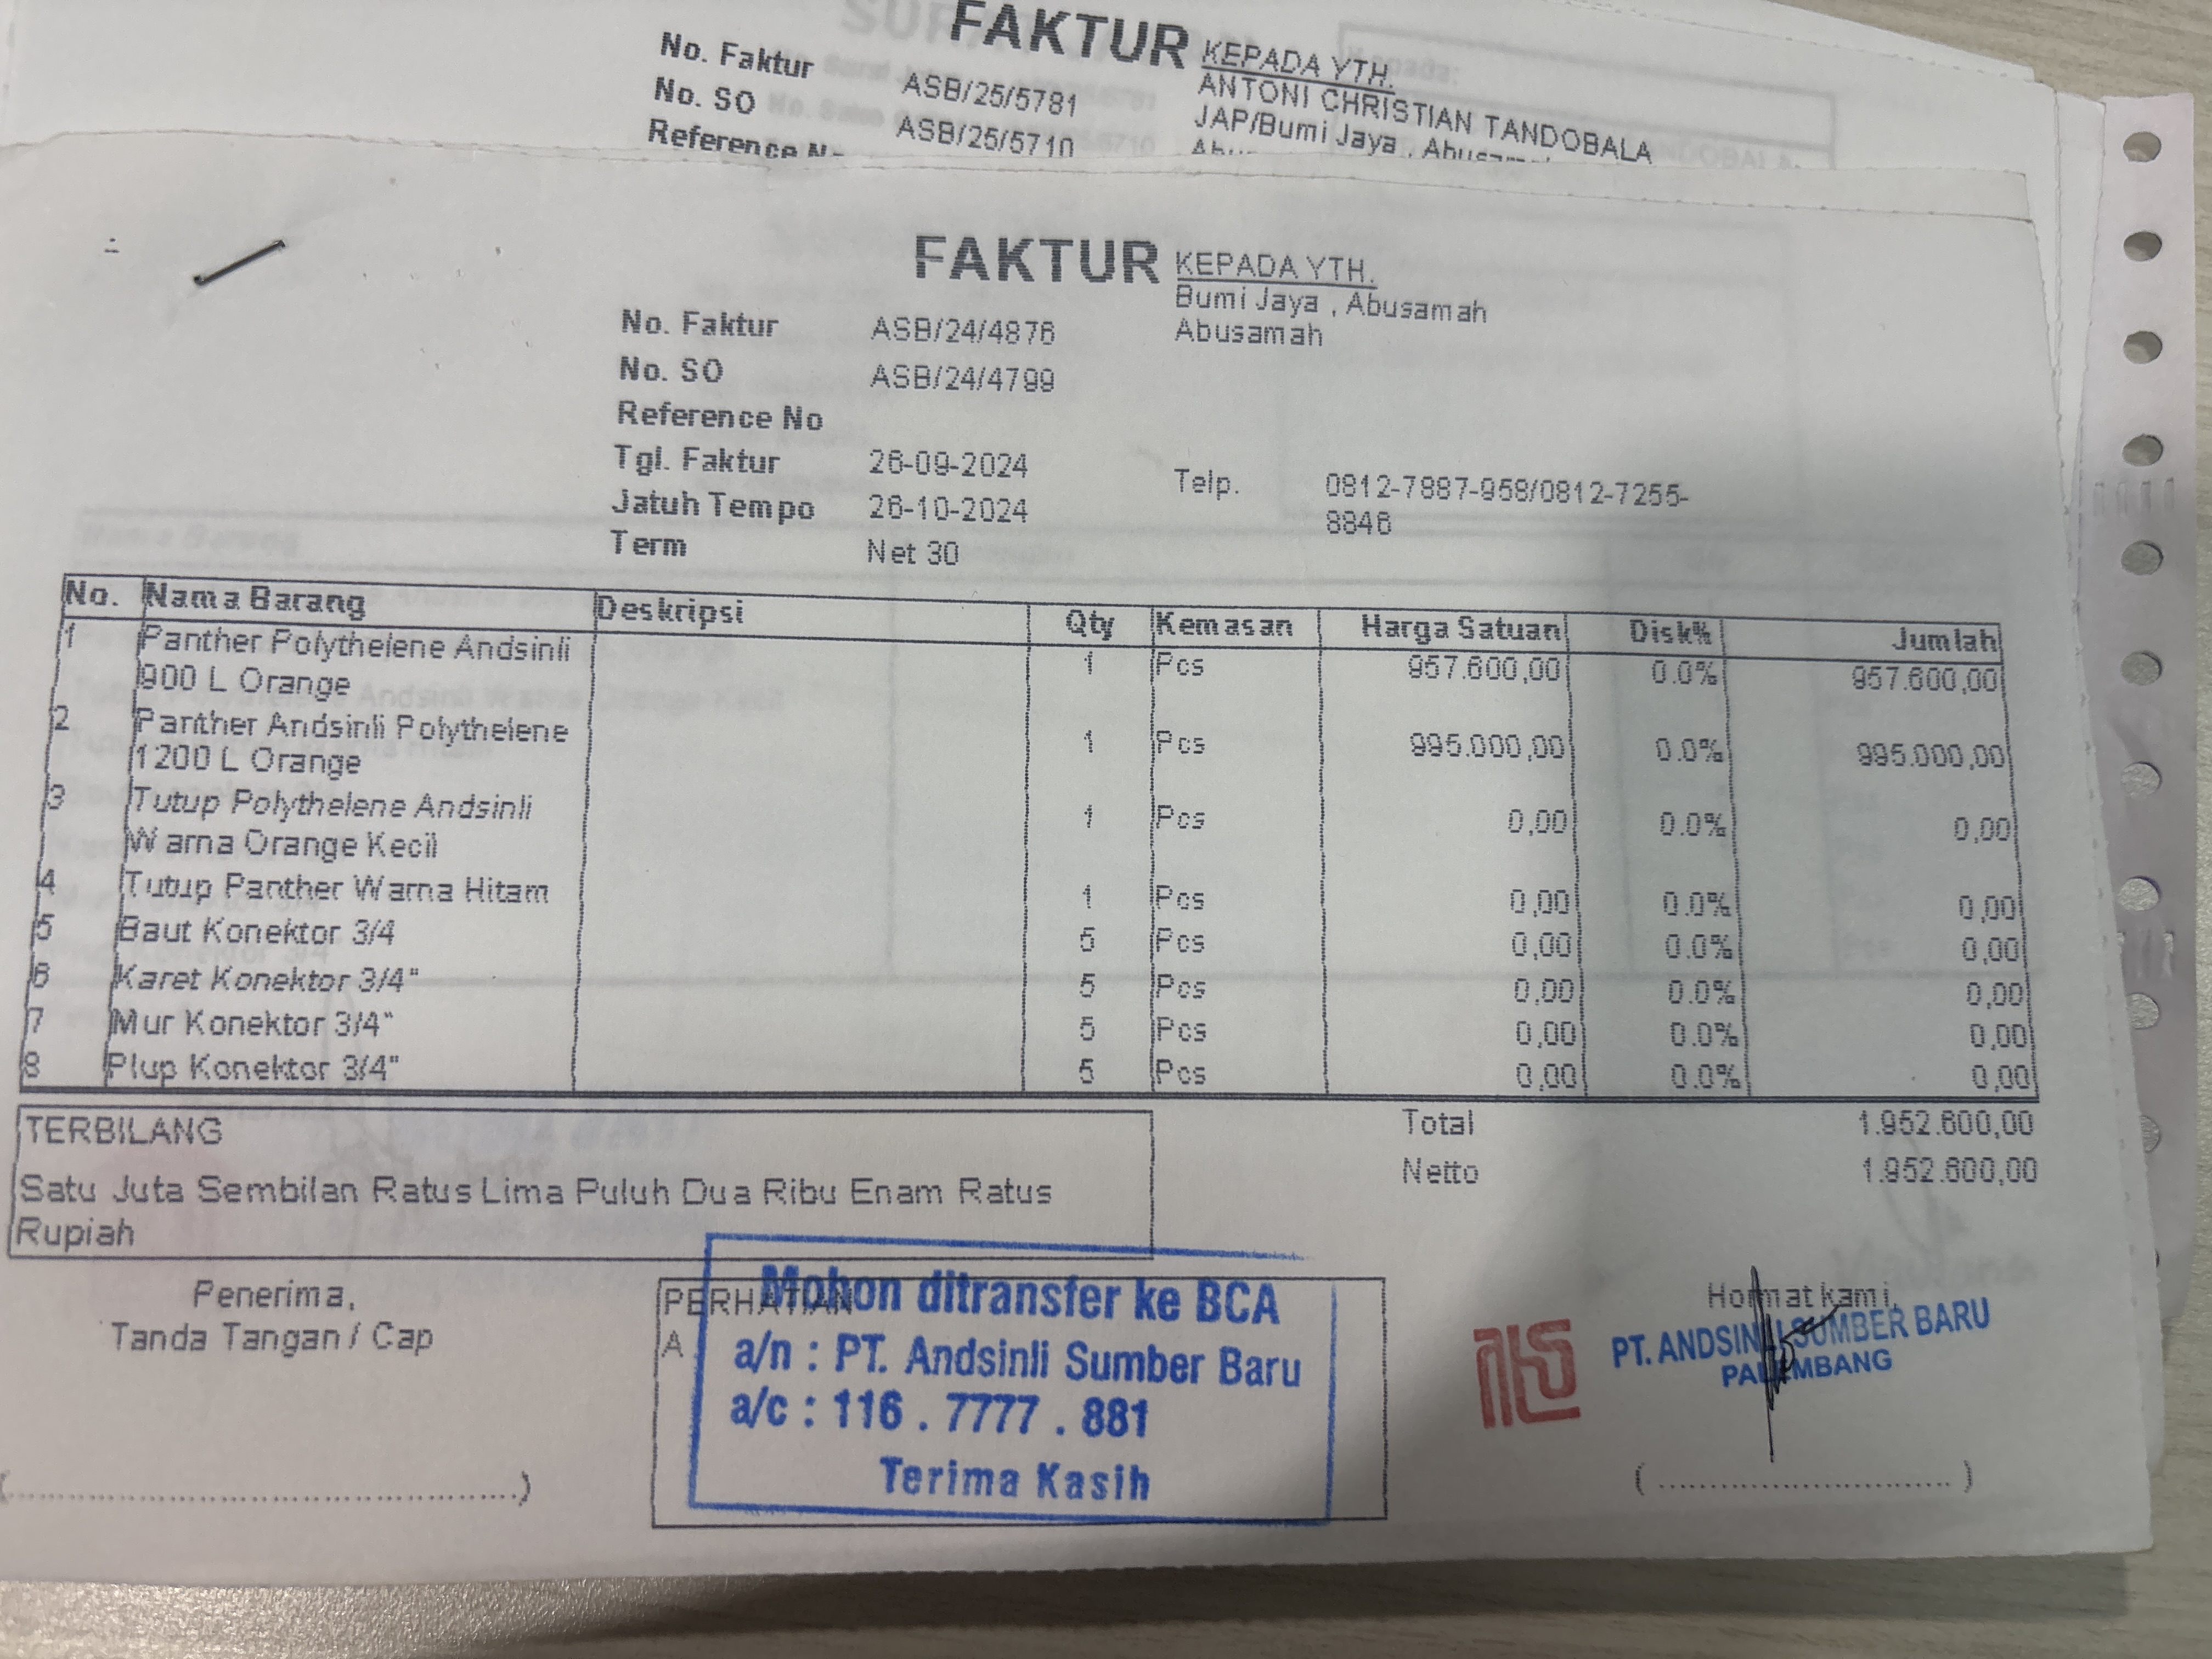 FAKTUR
No. Faktur ASB/25/5781
No. SO ASB/25/5710
Reference
KEPADA YTH.
ANTONI CHRISTIAN TANDOBALA
JAP/Bumi Jaya , Abusamah
FAKTUR
KEPADA YTH.
Bumi Jaya , Abusamah
Abusamah
No. Faktur ASB/24/4876
No. SO ASB/24/4799
Reference No
Tgl. Faktur 26-09-2024
Jatuh Tempo 26-10-2024
Term Net 30
Telp. 0812-7887-958/0812-7255-
8846
No. Nama Barang Deskripsi Qty Kemasan Harga Satuan Disk% Jumlah
1 Panther Polythelene Andsinli 1 Pcs 957.600,00 0.0% 957.600,00
900 L Orange
2 Panther Andsinli Polythelene 1 Pcs 995.000,00 0.0% 995.000,00
1200 L Orange
3 Tutup Polythelene Andsinli 1 Pcs 0,00 0.0% 0,00
Warna Orange Kecil
4 Tutup Panther Warna Hitam 1 Pcs 0,00 0.0% 0,00
5 Baut Konektor 3/4 5 Pcs 0,00 0.0% 0,00
6 Karet Konektor 3/4" 5 Pcs 0,00 0.0% 0,00
7 Mur Konektor 3/4" 5 Pcs 0,00 0.0% 0,00
8 Plup Konektor 3/4" 5 Pcs 0,00 0.0% 0,00
TERBILANG
Satu Juta Sembilan Ratus Lima Puluh Dua Ribu Enam Ratus
Rupiah
Total 1.952.600,00
Netto 1.952.600,00
Penerima,
Tanda Tangan / Cap
PERHATIAN
A
Mohon ditransfer ke BCA
a/n : PT. Andsinli Sumber Baru
a/c : 116 . 7777 . 881
Terima Kasih
Hormat kami,
PT. ANDSINLI SUMBER BARU
PALEMBANG
(..................................................)
(..............................)